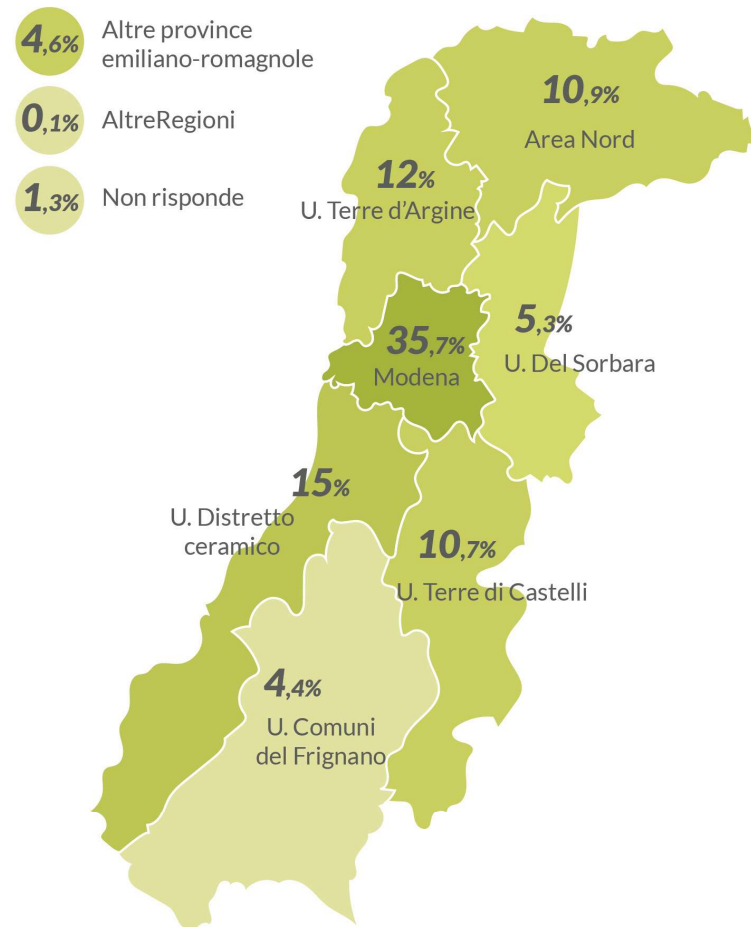 4,6% Altre province
emiliano-romagnole
0,1% AltreRegioni
1,3% Non risponde
10,9%
Area Nord
12%
U. Terre d'Argine
5,3%
U. Del Sorbara
35,7%
Modena
15%
U. Distretto
ceramico
10,7%
U. Terre di Castelli
4,4%
U. Comuni
del Frignano